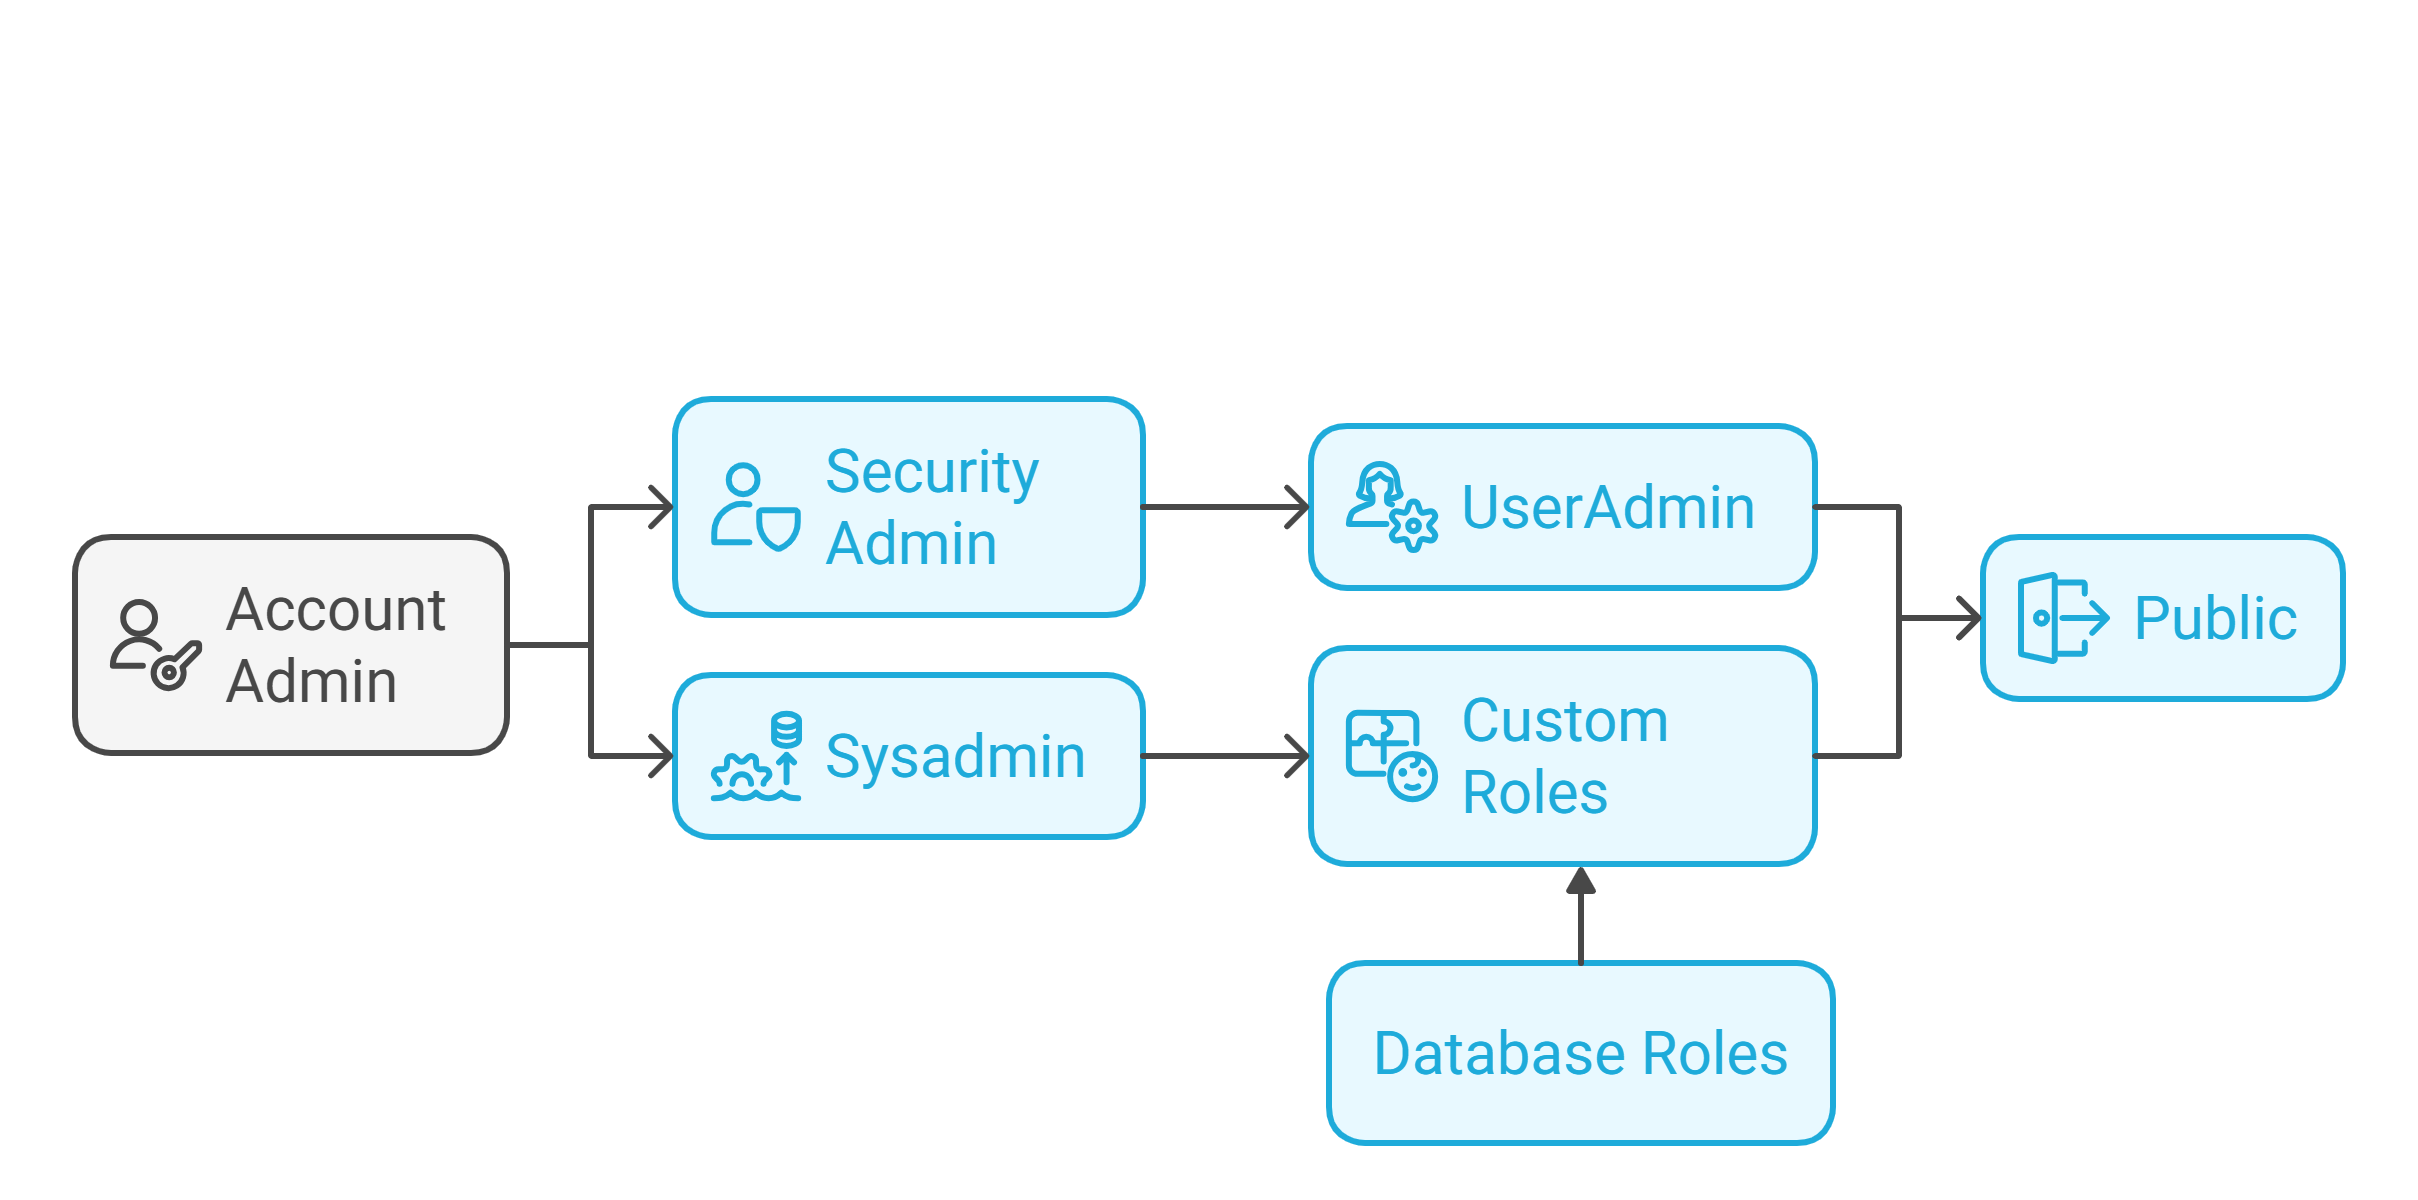 Account
Admin
Security
Admin
Sysadmin
UserAdmin
Custom
Roles
Public
Database Roles